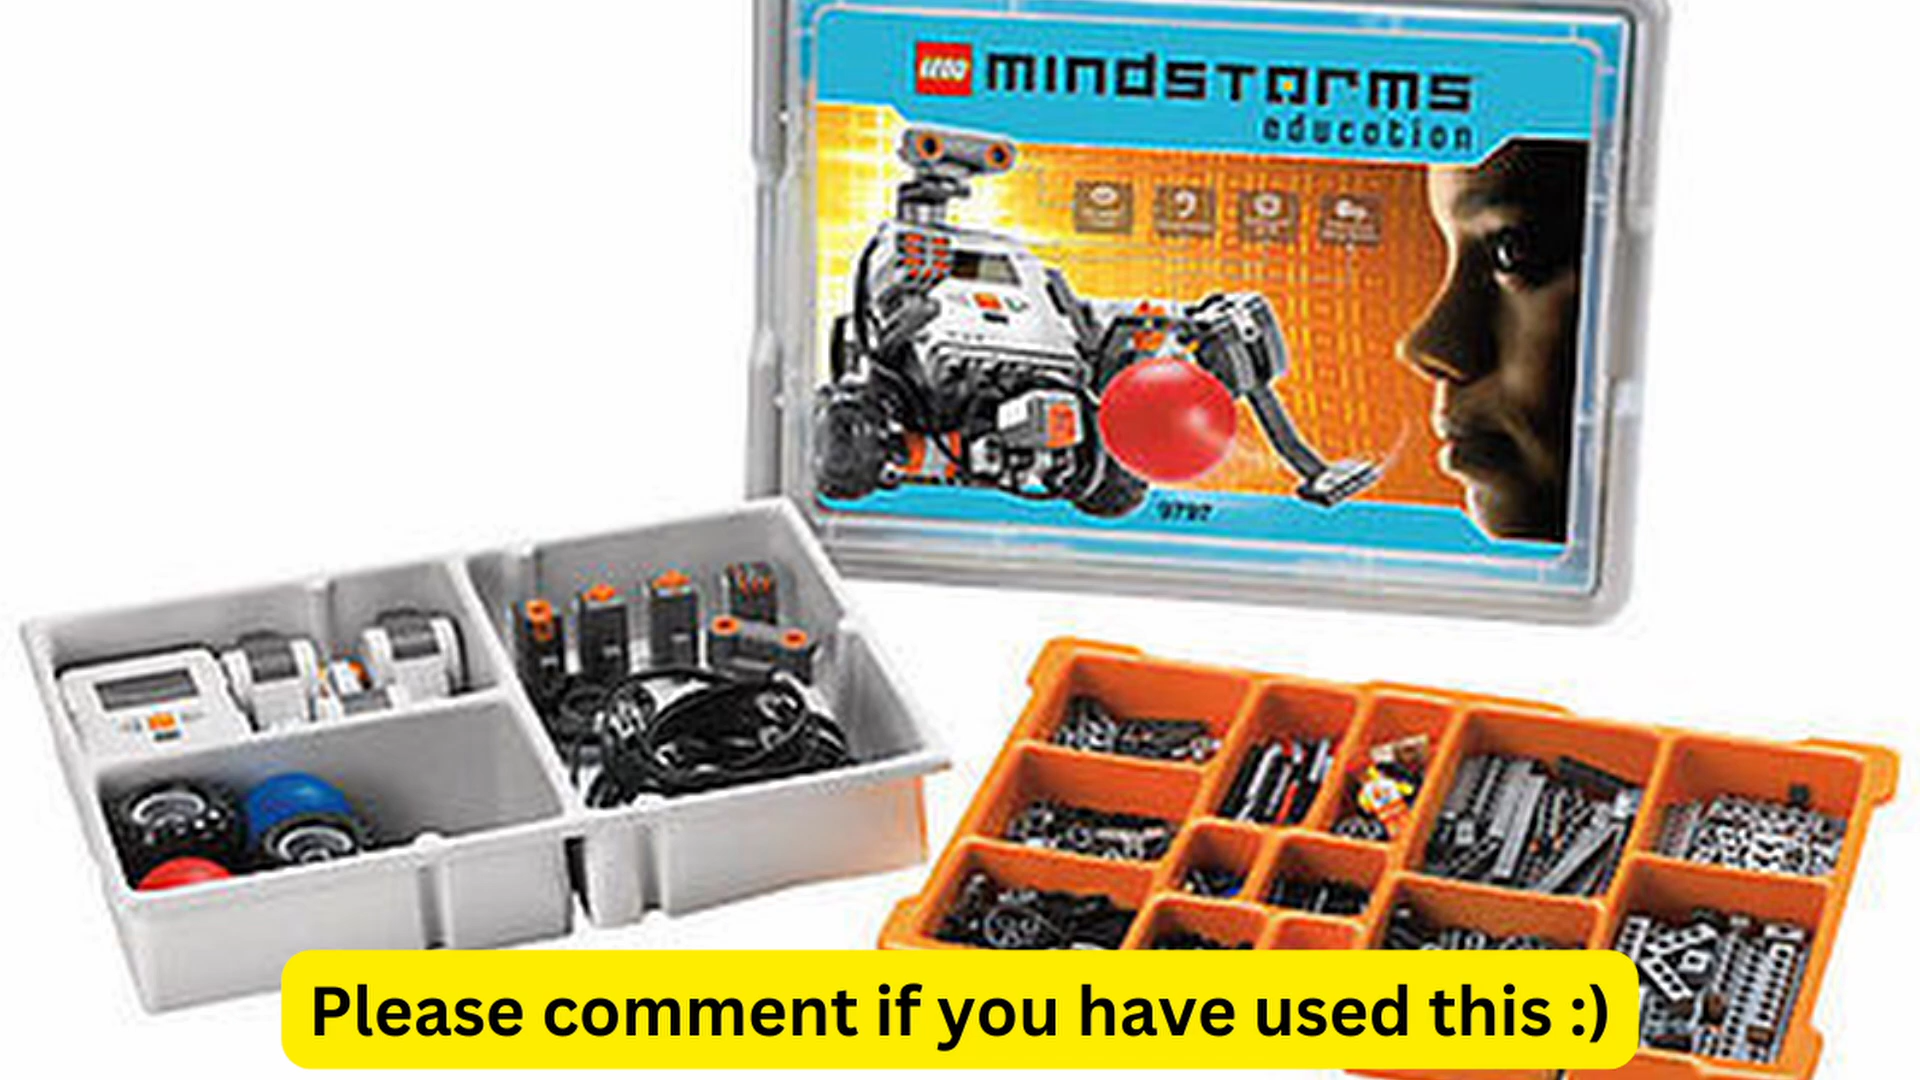 LEGO mindstorms
education
9797
Please comment if you have used this :)